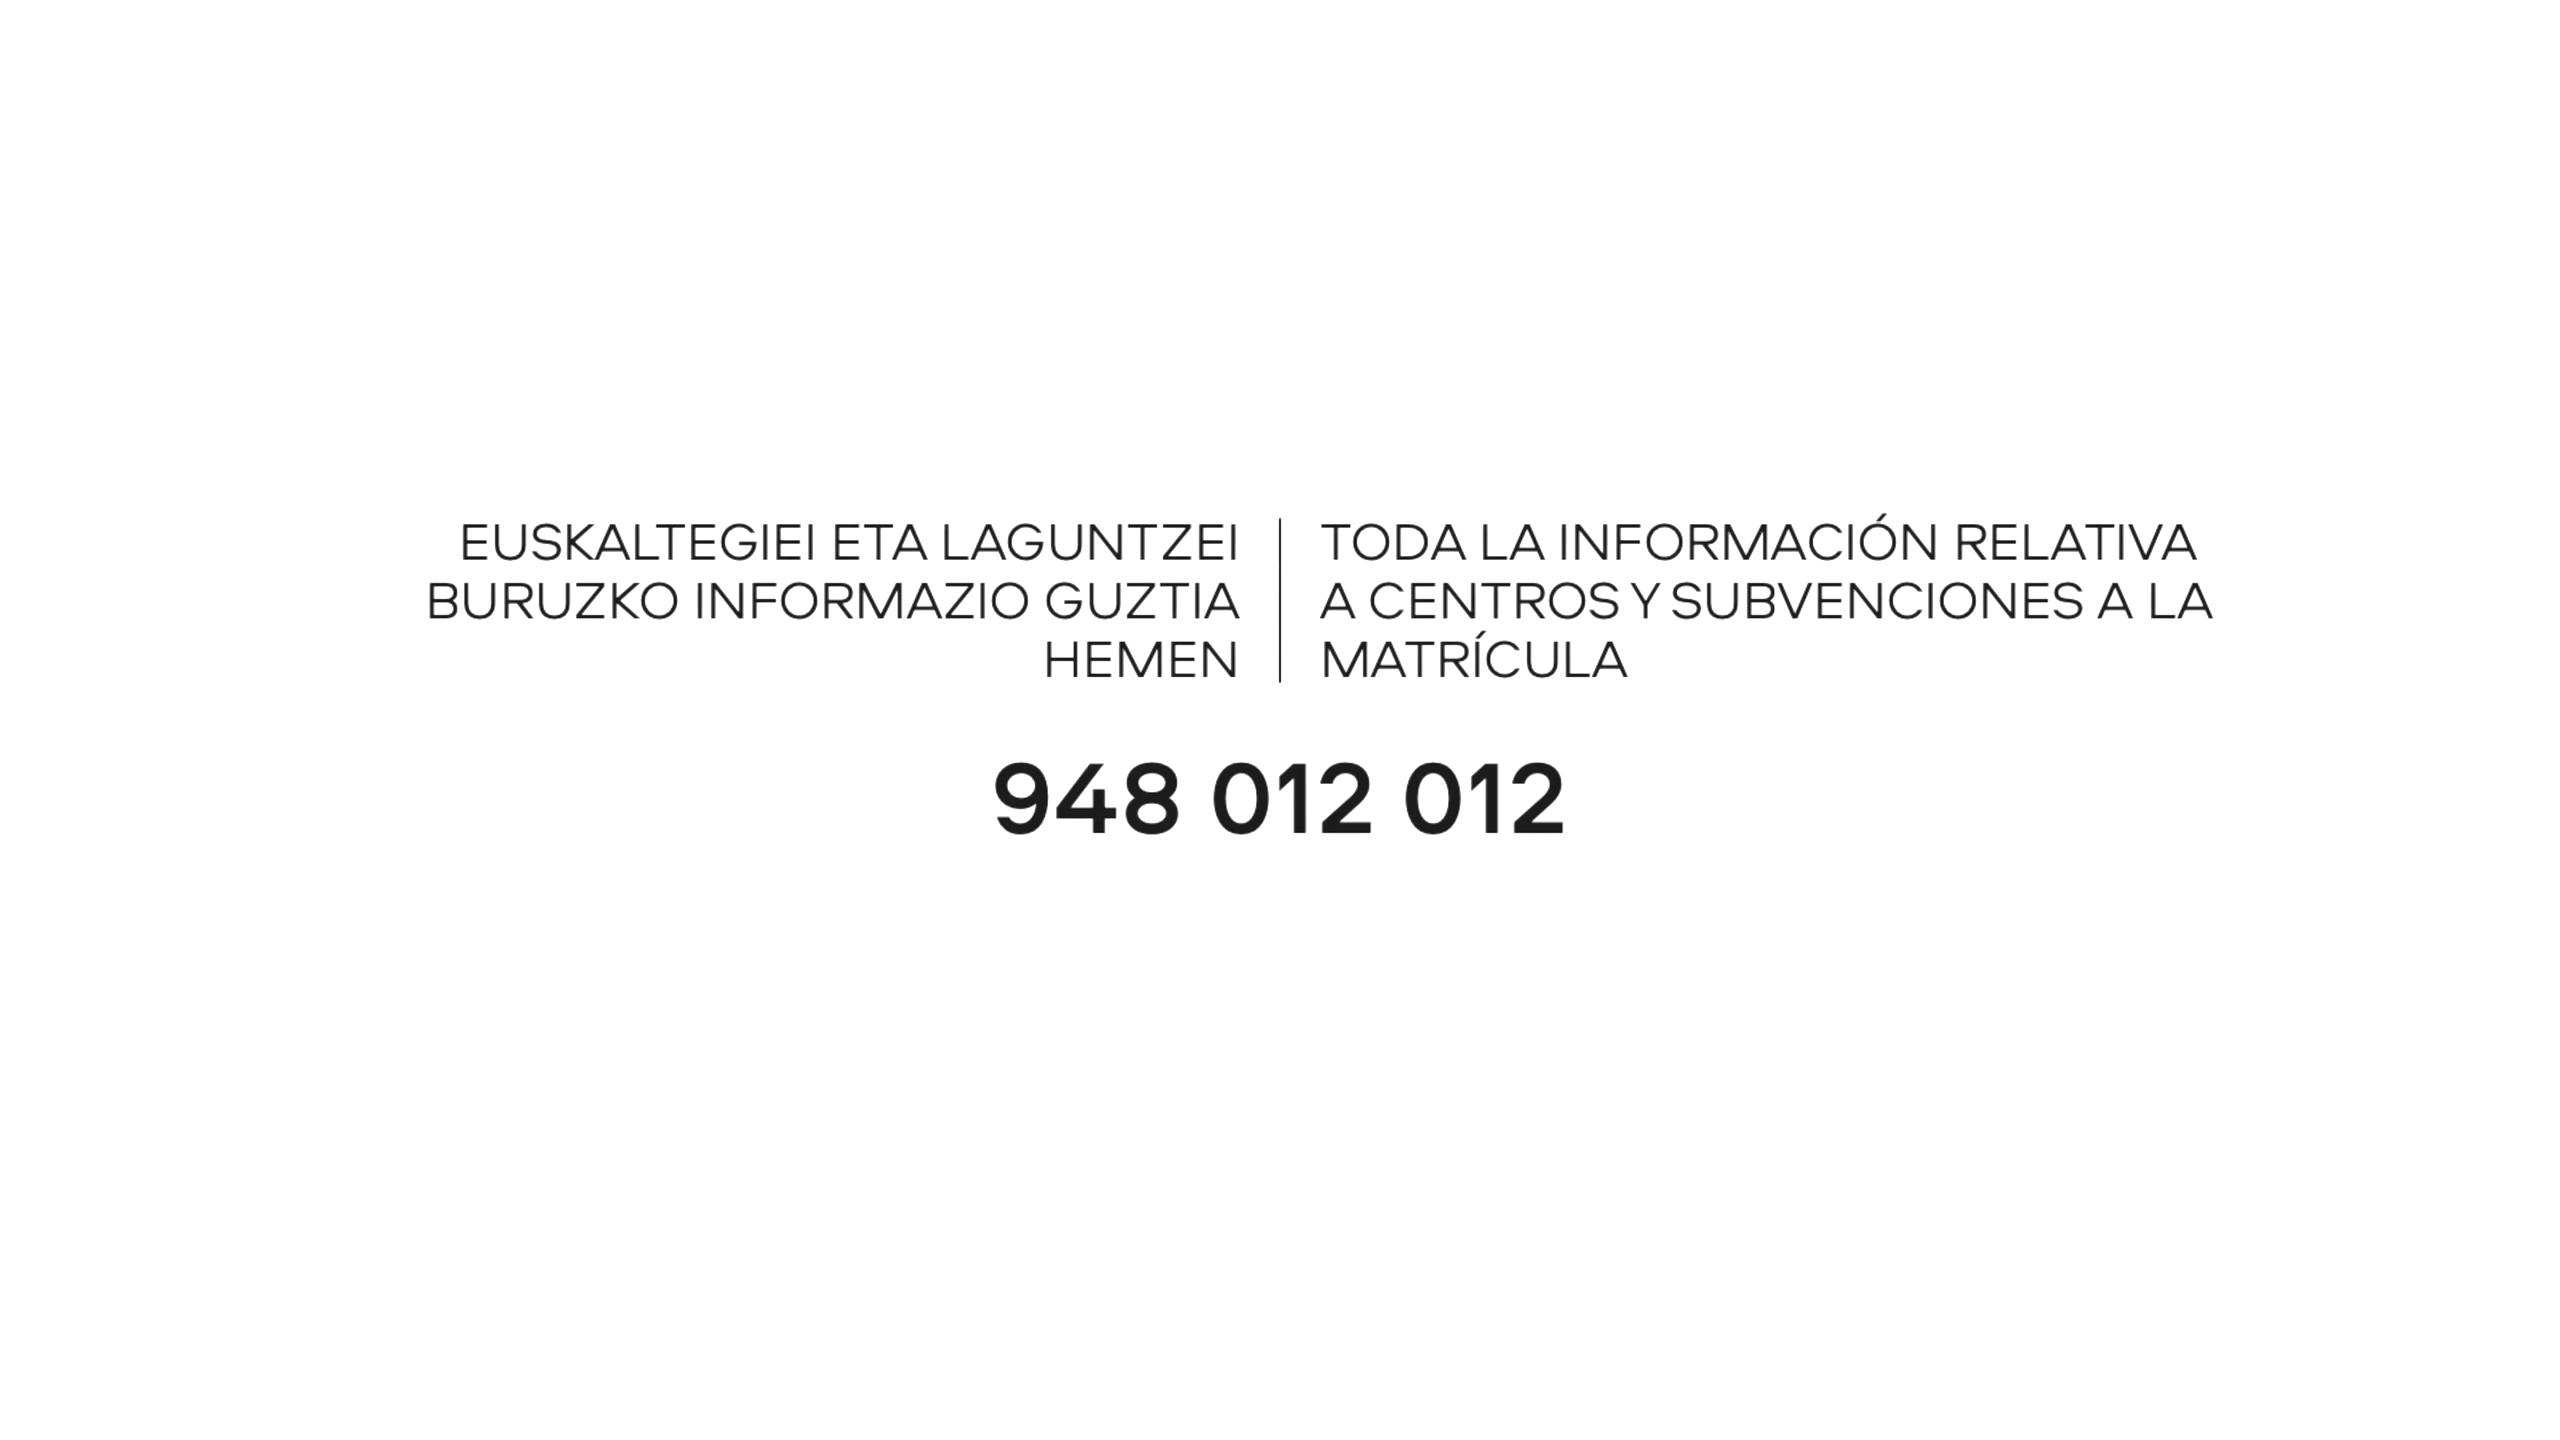 EUSKALTEGIEI ETA LAGUNTZEI
BURUZKO INFORMAZIO GUZTIA
HEMEN
TODA LA INFORMACIÓN RELATIVA
A CENTROS Y SUBVENCIONES A LA
MATRÍCULA
948 012 012